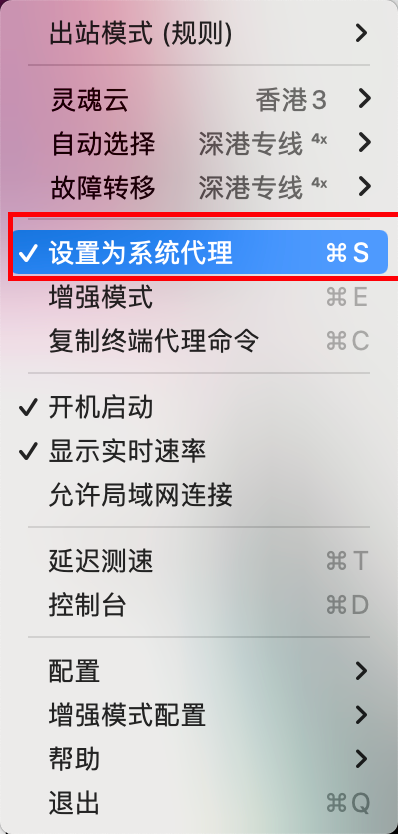 出站模式 (规则)
灵魂云 香港3
自动选择 深港专线 ⁴ˣ
故障转移 深港专线 ⁴ˣ
✓ 设置为系统代理 ⌘ S
增强模式 ⌘ E
复制终端代理命令 ⌘ C
✓ 开机启动
✓ 显示实时速率
允许局域网连接
延迟测速 ⌘ T
控制台 ⌘ D
配置
增强模式配置
帮助
退出 ⌘ Q